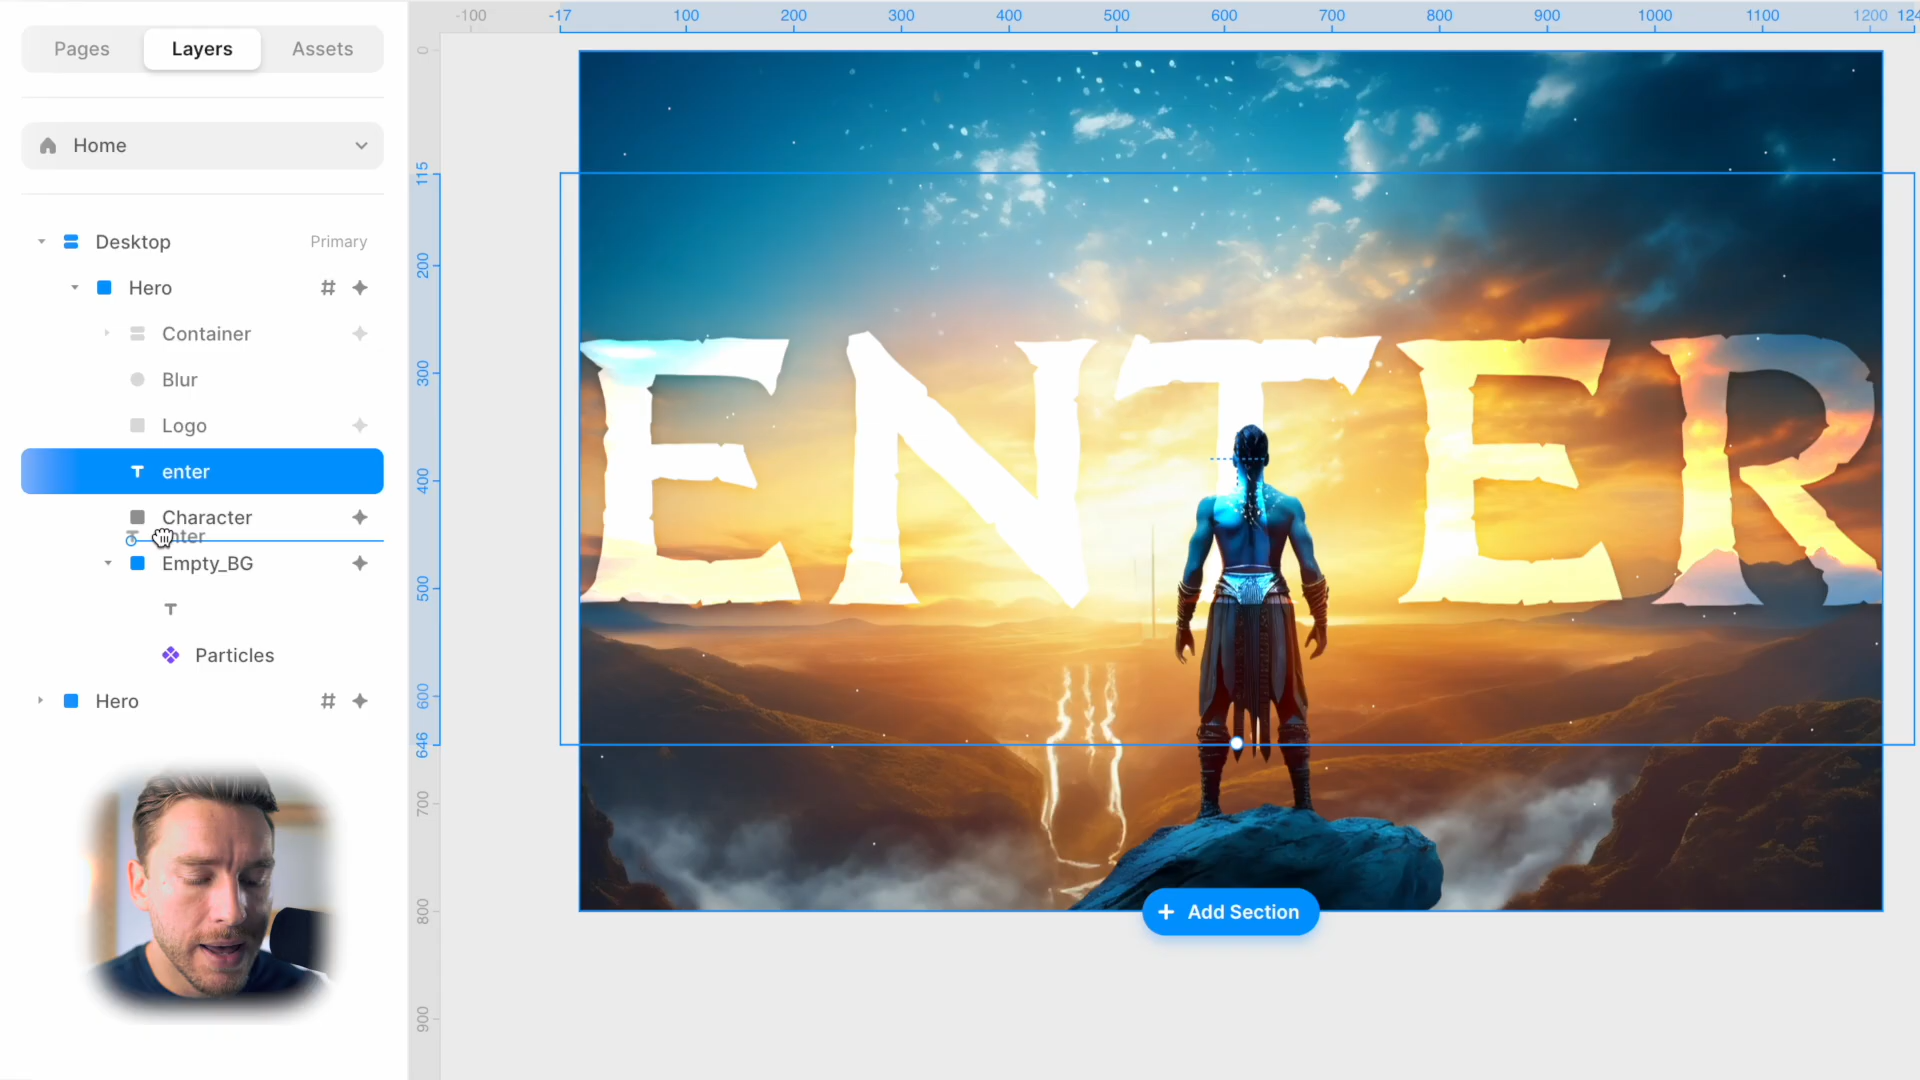 Pages
Layers
Assets
Home
Desktop
Primary
Hero
Container
Blur
Logo
T enter
Character
enter
Empty_BG
T
Particles
Hero
-100 -17 100 200 300 400 500 600 700 800 900 1000 1100 1200 124
0
115
200
300
400
500
600
646
700
800
900
ENTER
+ Add Section